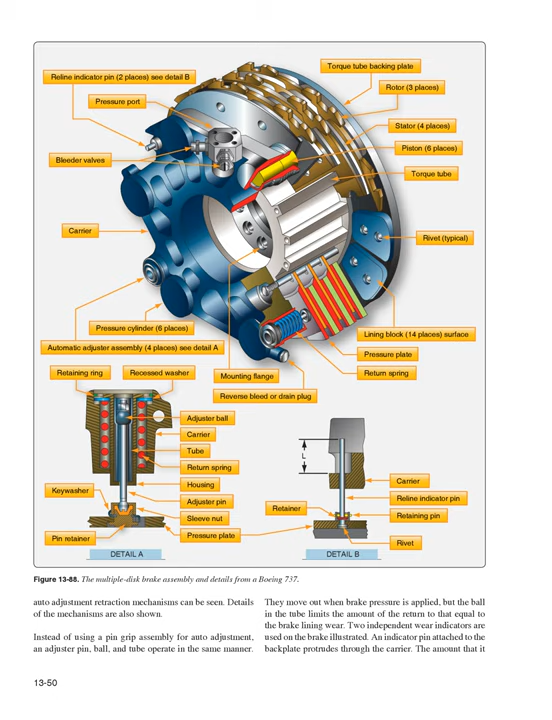 Reline indicator pin (2 places) see detail B
Torque tube backing plate
Rotor (3 places)
Pressure port
Stator (4 places)
Piston (6 places)
Bleeder valves
Torque tube
Carrier
Rivet (typical)
Pressure cylinder (6 places)
Lining block (14 places) surface
Automatic adjuster assembly (4 places) see detail A
Pressure plate
Retaining ring
Recessed washer
Mounting flange
Return spring
Reverse bleed or drain plug
Adjuster ball
Carrier
Tube
Return spring
Housing
Keywasher
Adjuster pin
Sleeve nut
Pin retainer
Pressure plate
DETAIL A
L
Carrier
Reline indicator pin
Retainer
Retaining pin
Rivet
DETAIL B
Figure 13-88. The multiple-disk brake assembly and details from a Boeing 737.
auto adjustment retraction mechanisms can be seen. Details
of the mechanisms are also shown.
Instead of using a pin grip assembly for auto adjustment,
an adjuster pin, ball, and tube operate in the same manner.
They move out when brake pressure is applied, but the ball
in the tube limits the amount of the return to that equal to
the brake lining wear. Two independent wear indicators are
used on the brake illustrated. An indicator pin attached to the
backplate protrudes through the carrier. The amount that it
13-50